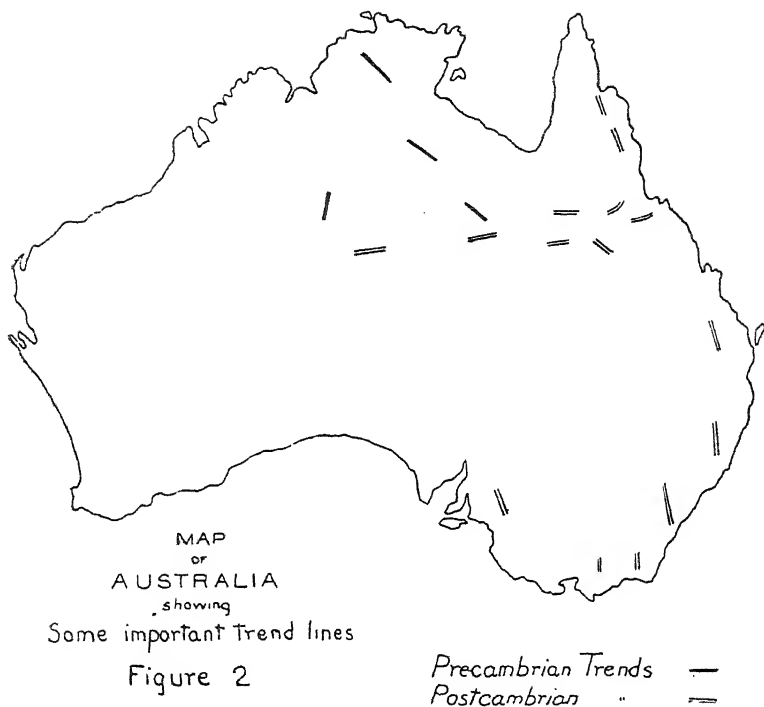 MAP
OF
AUSTRALIA
showing
Some important Trend lines
Figure 2
Precambrian Trends
Postcambrian "